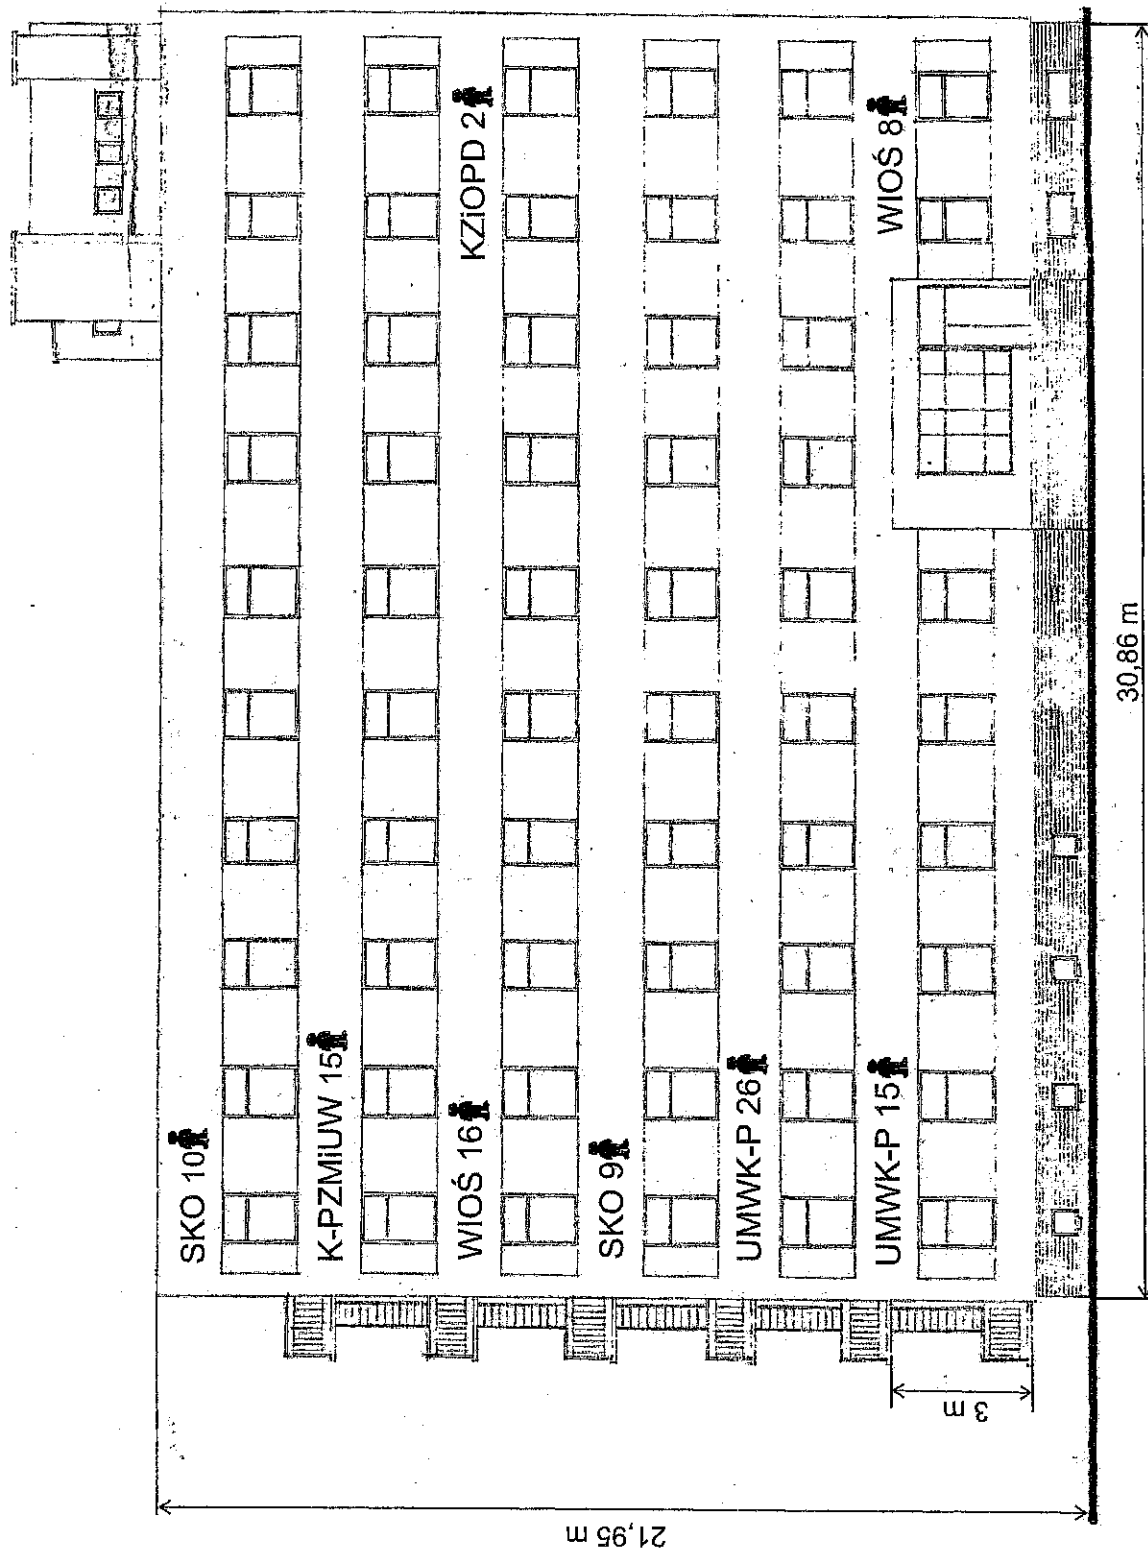 SKO 10
K-PZMiUW 15
KZiOPD 2
WIOŚ 16
SKO 9
UMWK-P 26
UMWK-P 15
WIOŚ 8
3 m
21,95 m
30,86 m